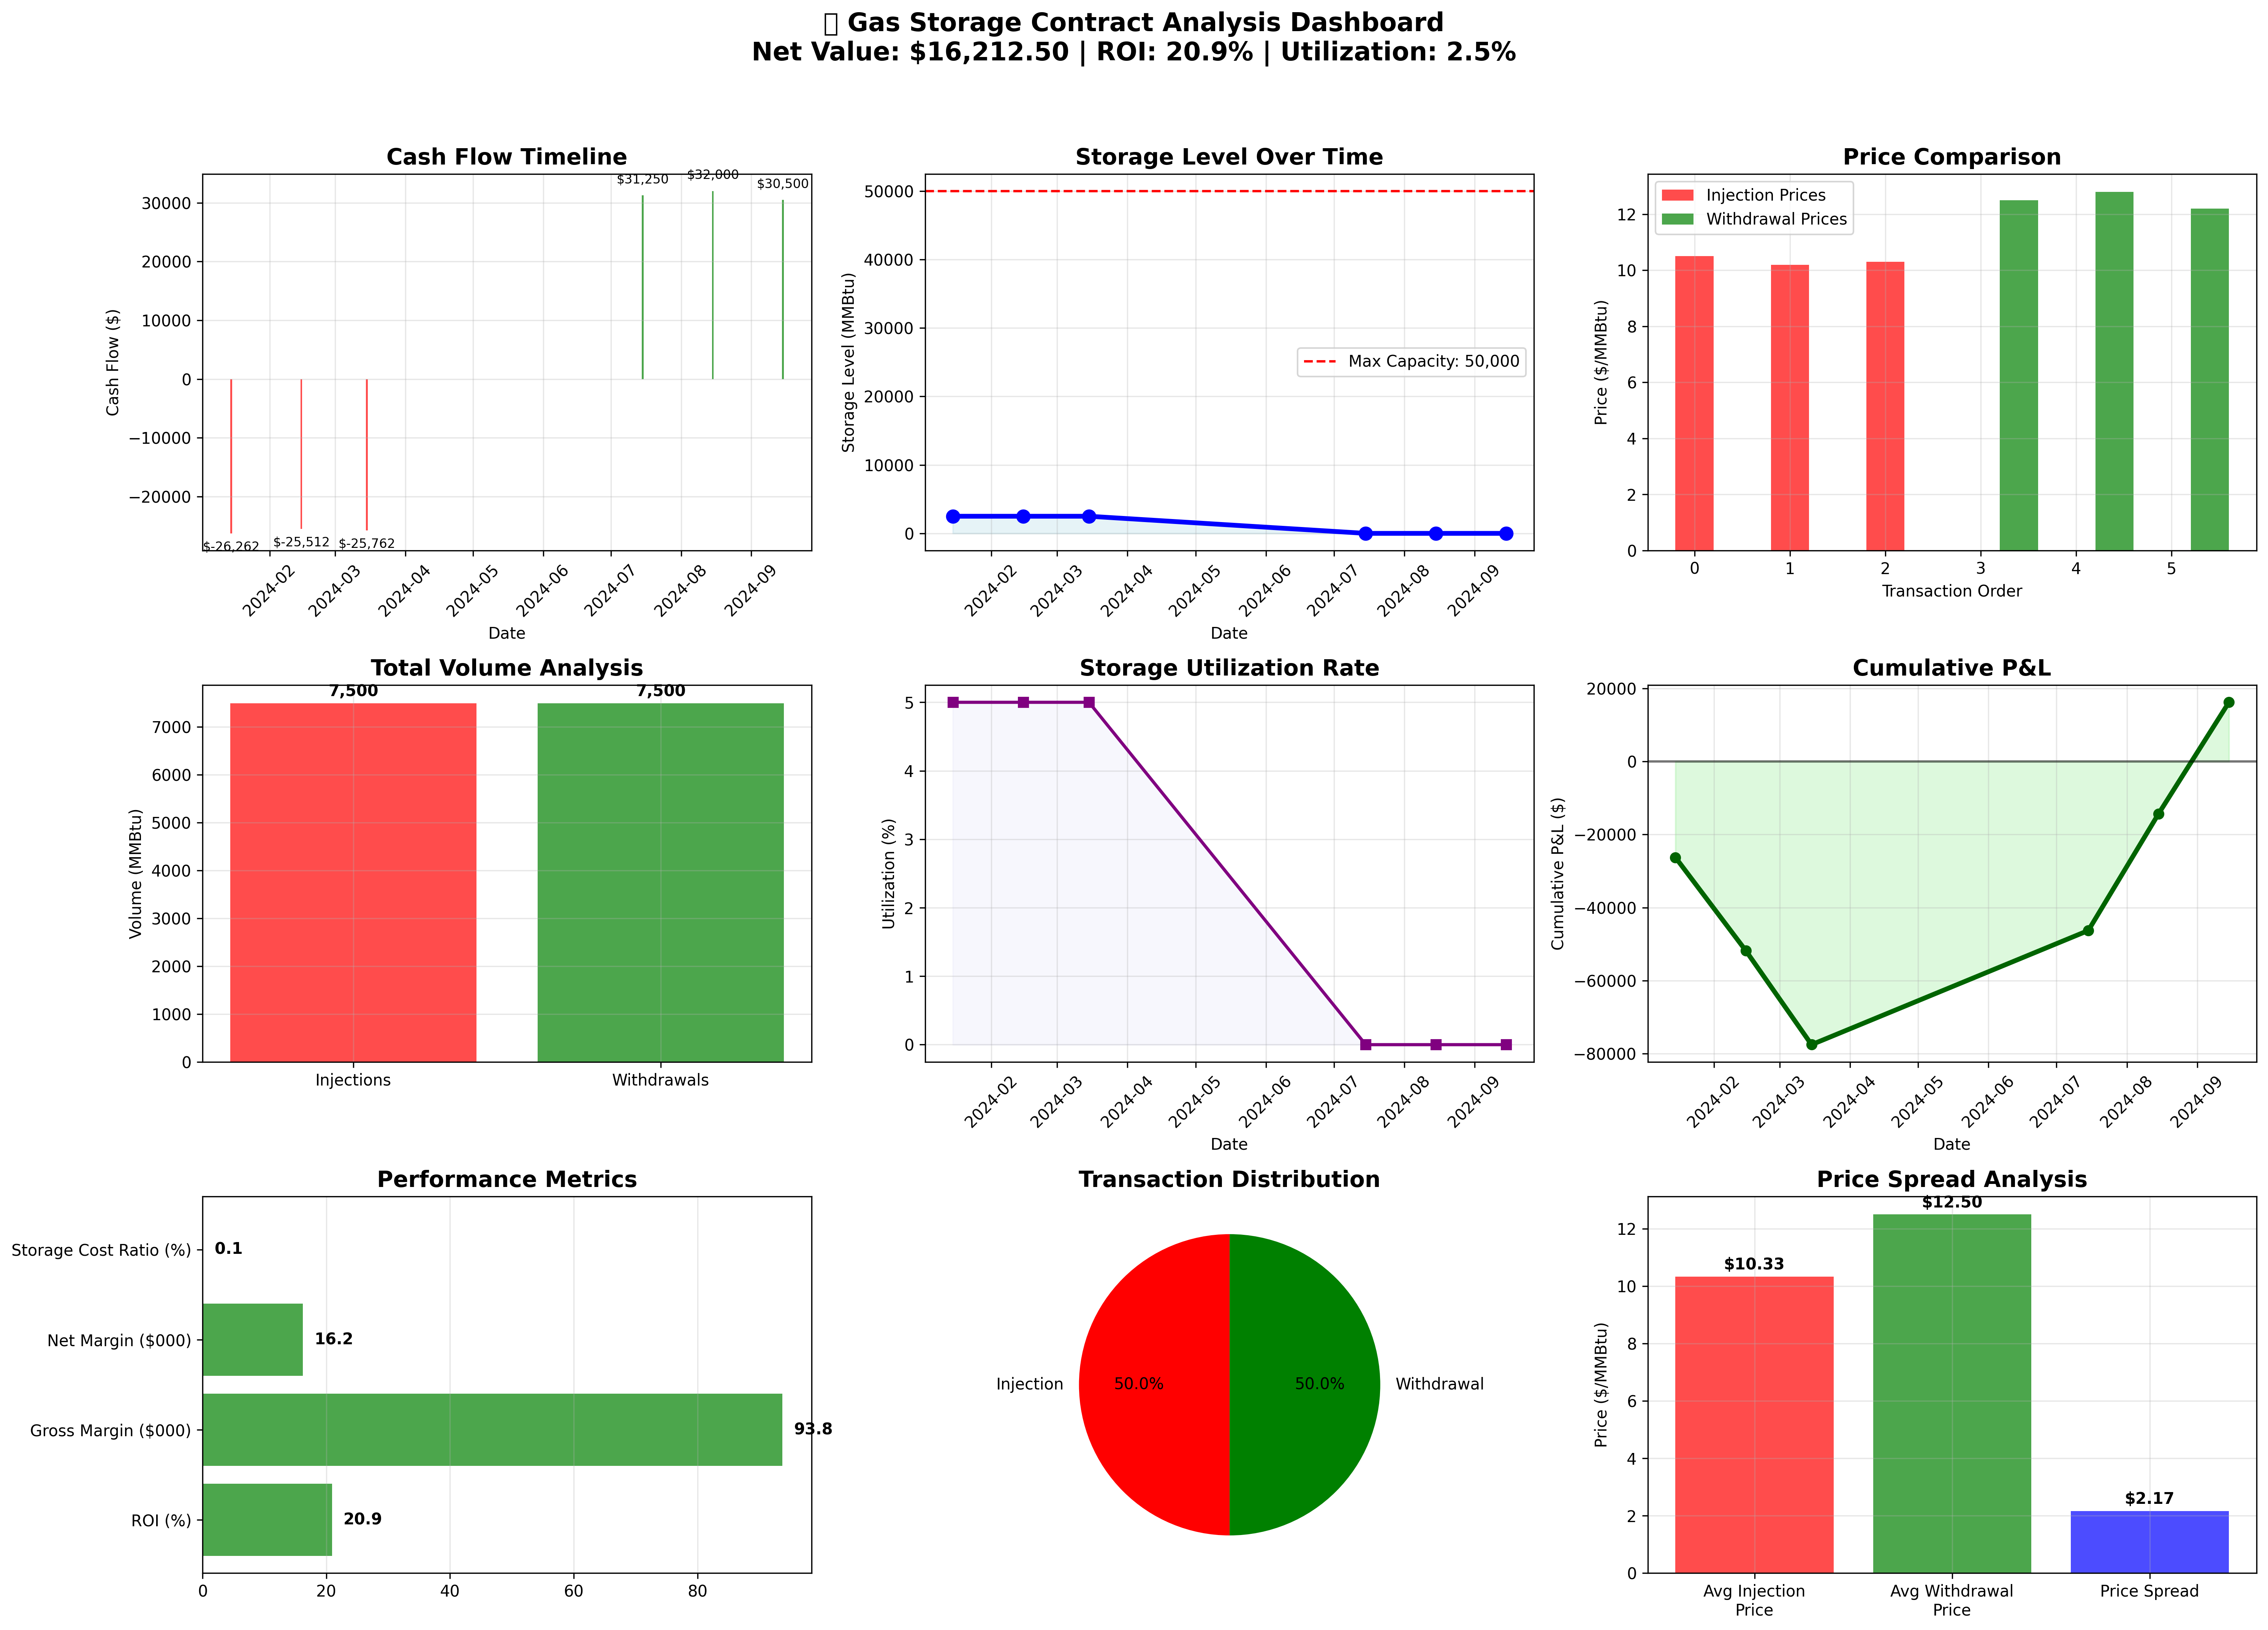 ▯ Gas Storage Contract Analysis Dashboard
Net Value: $16,212.50 | ROI: 20.9% | Utilization: 2.5%
Cash Flow Timeline
Cash Flow ($)
30000
20000
10000
0
−10000
−20000
$-26,262
$-25,512
$-25,762
$31,250
$32,000
$30,500
2024-02
2024-03
2024-04
2024-05
2024-06
2024-07
2024-08
2024-09
Date
Storage Level Over Time
Storage Level (MMBtu)
50000
40000
30000
20000
10000
0
Max Capacity: 50,000
2024-02
2024-03
2024-04
2024-05
2024-06
2024-07
2024-08
2024-09
Date
Price Comparison
Price ($/MMBtu)
12
10
8
6
4
2
0
Injection Prices
Withdrawal Prices
0
1
2
3
4
5
Transaction Order
Total Volume Analysis
Volume (MMBtu)
7000
6000
5000
4000
3000
2000
1000
0
7,500
7,500
Injections
Withdrawals
Storage Utilization Rate
Utilization (%)
5
4
3
2
1
0
2024-02
2024-03
2024-04
2024-05
2024-06
2024-07
2024-08
2024-09
Date
Cumulative P&L
Cumulative P&L ($)
20000
0
−20000
−40000
−60000
−80000
2024-02
2024-03
2024-04
2024-05
2024-06
2024-07
2024-08
2024-09
Date
Performance Metrics
Storage Cost Ratio (%)
0.1
Net Margin ($000)
16.2
Gross Margin ($000)
93.8
ROI (%)
20.9
0
20
40
60
80
Transaction Distribution
Injection
50.0%
50.0%
Withdrawal
Price Spread Analysis
Price ($/MMBtu)
12
10
8
6
4
2
0
$10.33
$12.50
$2.17
Avg Injection
Price
Avg Withdrawal
Price
Price Spread